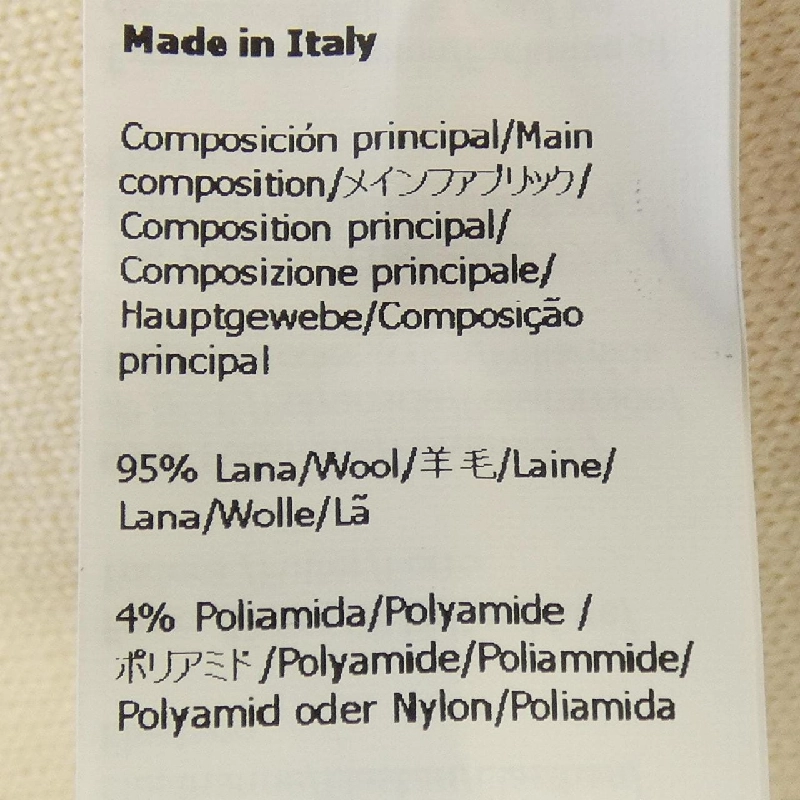 Made in Italy
Composición principal/Main
composition/メインファブリック/
Composition principal/
Composizione principale/
Hauptgewebe/Composição
principal
95% Lana/Wool/羊毛/Laine/
Lana/Wolle/Lã
4% Poliamida/Polyamide /
ポリアミド/Polyamide/Poliammide/
Polyamid oder Nylon/Poliamida